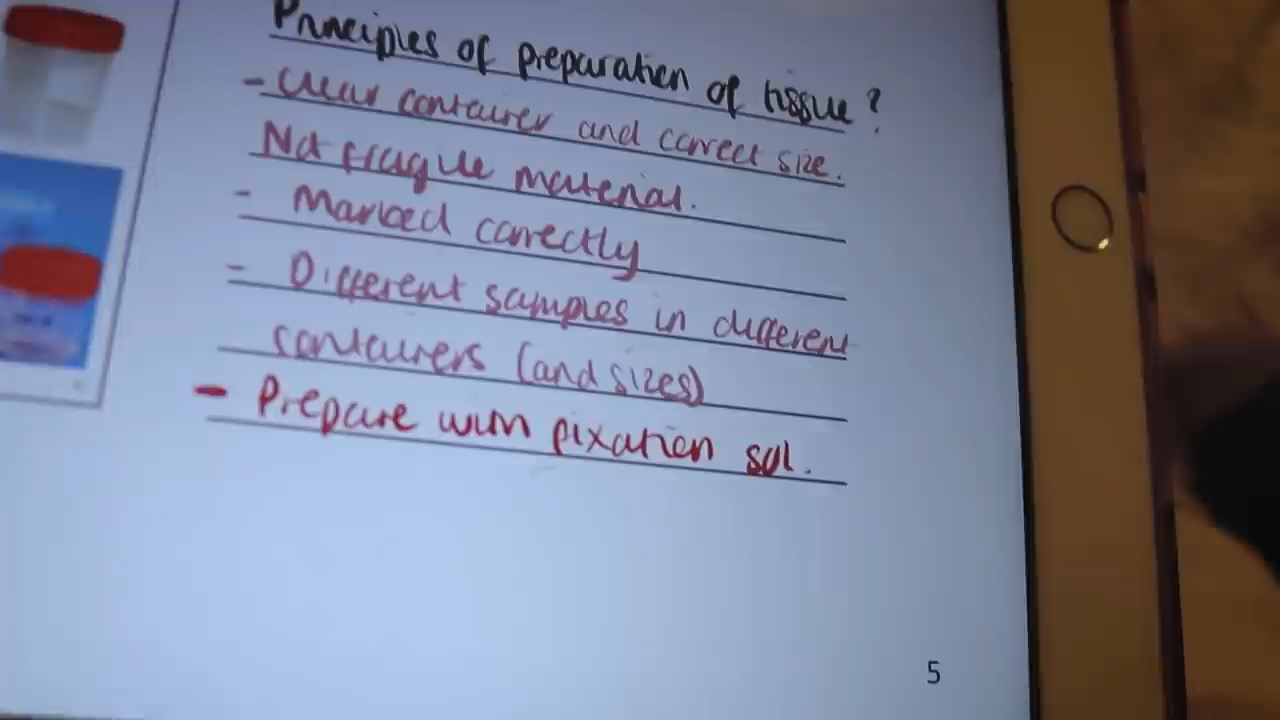 Principles of preparation of tissue?
- Clear container and correct size.
Not fragile material.
- Marked correctly
- Different samples in different
containers (and sizes)
- Prepare with fixation sol.
5